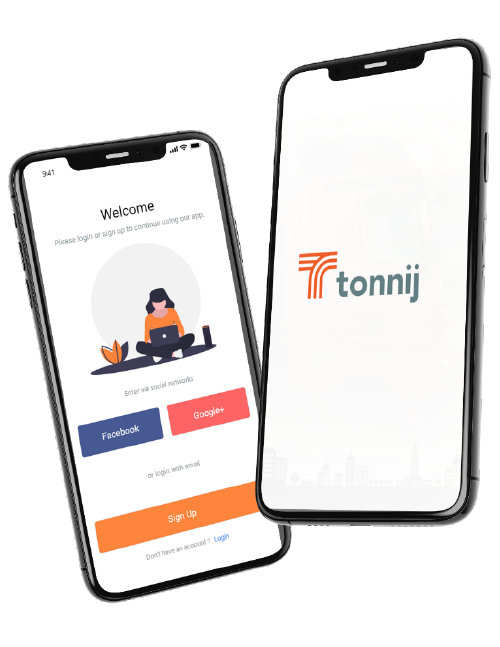 9:41
Welcome
Please login or sign up to continue using our app.
Enter via social networks
Facebook
Google+
or login with email
Sign Up
Don't have an account ? Login
tonnij